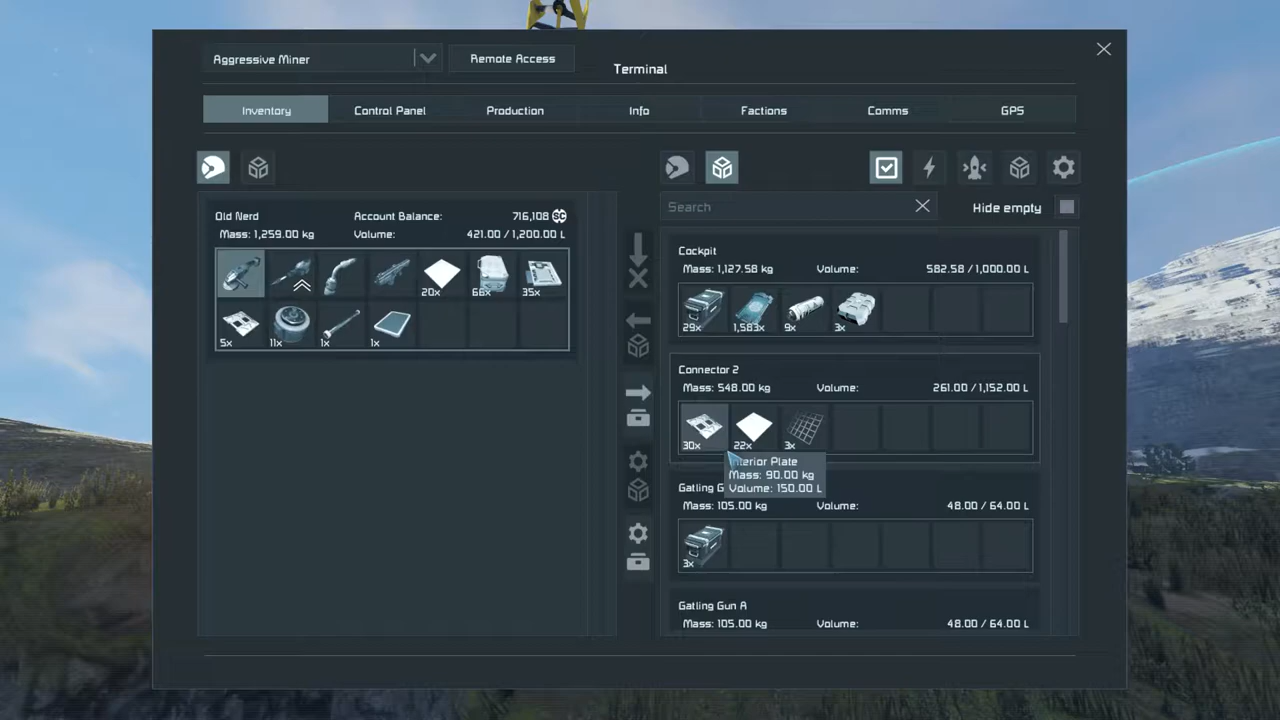 Aggressive Miner
Remote Access
Terminal
Inventory
Control Panel
Production
Info
Factions
Comms
GPS
Old Nerd
Account Balance:
716,108 SC
Mass: 1,259.00 kg
Volume:
421.00 / 1,200.00 L
20x
66x
35x
5x
11x
1x
1x
Search
Hide empty
Cockpit
Mass: 1,127.58 kg
Volume:
582.58 / 1,000.00 L
29x
1,583x
9x
3x
Connector 2
Mass: 548.00 kg
Volume:
261.00 / 1,152.00 L
30x
22x
3x
Interior Plate
Mass: 90.00 kg
Volume: 150.00 L
Gatling G
Mass: 105.00 kg
Volume:
48.00 / 64.00 L
3x
Gatling Gun A
Mass: 105.00 kg
Volume:
48.00 / 64.00 L